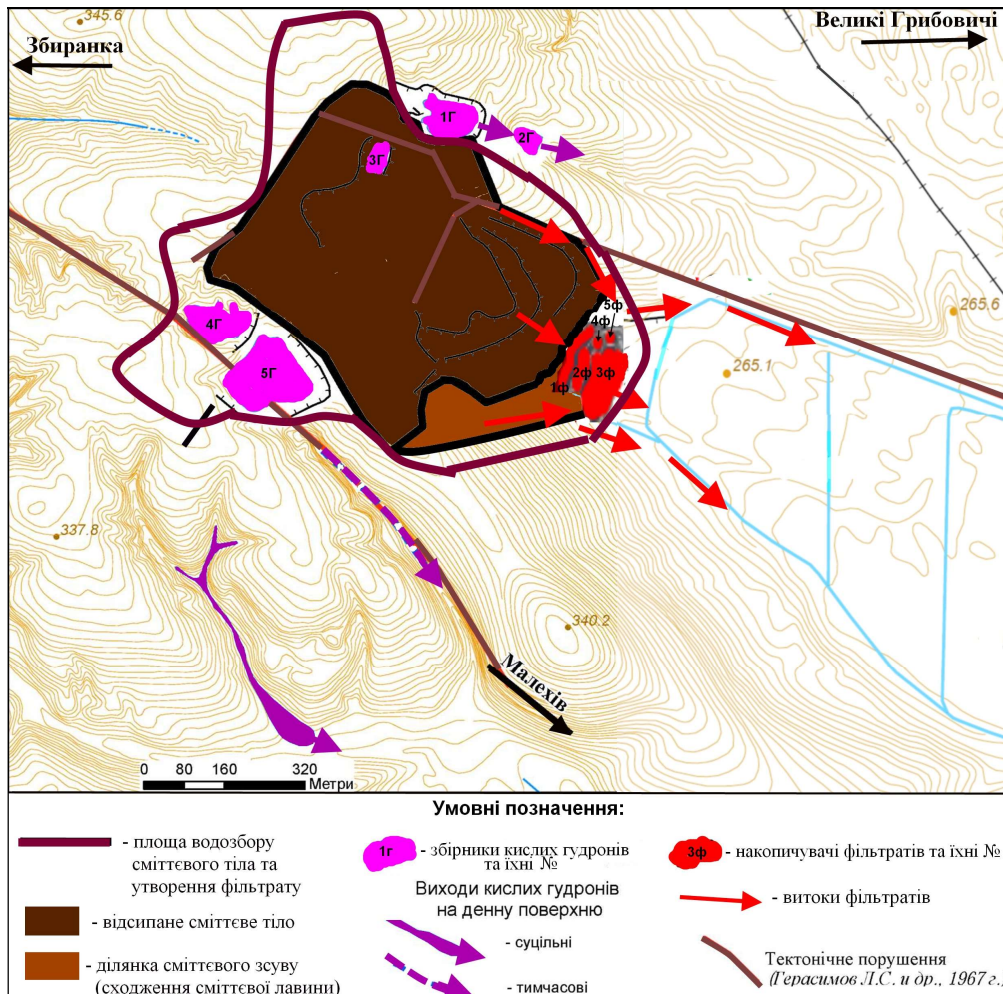 345.6
Збиранка
Великі Грибовичі
1Г
2Г
3Г
4Г
5Г
5ф
4ф
2ф
3ф
1ф
265.6
265.1
337.8
340.2
Малехів
0 80 160 320
Метри
Умовні позначення:
- площа водозбору
сміттєвого тіла та
утворення фільтрату
- відсипане сміттєве тіло
- ділянка сміттєвого зсуву
(сходження сміттєвої лавини)
1г
- збірники кислих гудронів
та їхні №
Виходи кислих гудронів
на денну поверхню
- суцільні
- тимчасові
3ф
- накопичувачі фільтратів та їхні №
- витоки фільтратів
Тектонічне порушення
(Герасимов Л.С. и др., 1967 г.)